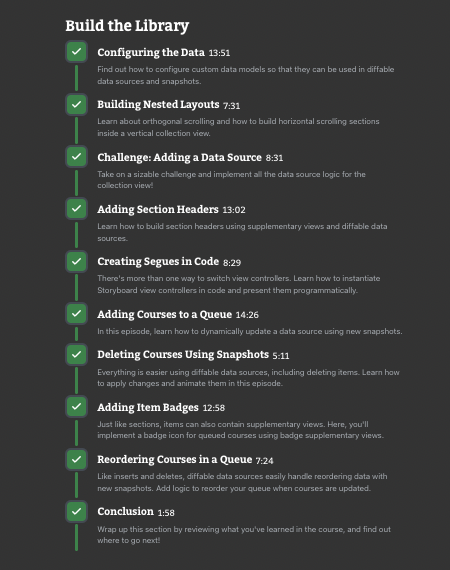 Build the Library
Configuring the Data 13:51
Find out how to configure custom data models so that they can be used in diffable
data sources and snapshots.
Building Nested Layouts 7:31
Learn about orthogonal scrolling and how to build horizontal scrolling sections
inside a vertical collection view.
Challenge: Adding a Data Source 8:31
Take on a sizable challenge and implement all the data source logic for the
collection view!
Adding Section Headers 13:02
Learn how to build section headers using supplementary views and diffable data
sources.
Creating Segues in Code 8:29
There's more than one way to switch view controllers. Learn how to instantiate
Storyboard view controllers in code and present them programmatically.
Adding Courses to a Queue 14:26
In this episode, learn how to dynamically update a data source using new snapshots.
Deleting Courses Using Snapshots 5:11
Everything is easier using diffable data sources, including deleting items. Learn how
to apply changes and animate them in this episode.
Adding Item Badges 12:58
Just like sections, items can also contain supplementary views. Here, you'll
implement a badge icon for queued courses using badge supplementary views.
Reordering Courses in a Queue 7:24
Like inserts and deletes, diffable data sources easily handle reordering data with
new snapshots. Add logic to reorder your queue when courses are updated.
Conclusion 1:58
Wrap up this section by reviewing what you've learned in the course, and find out
where to go next!